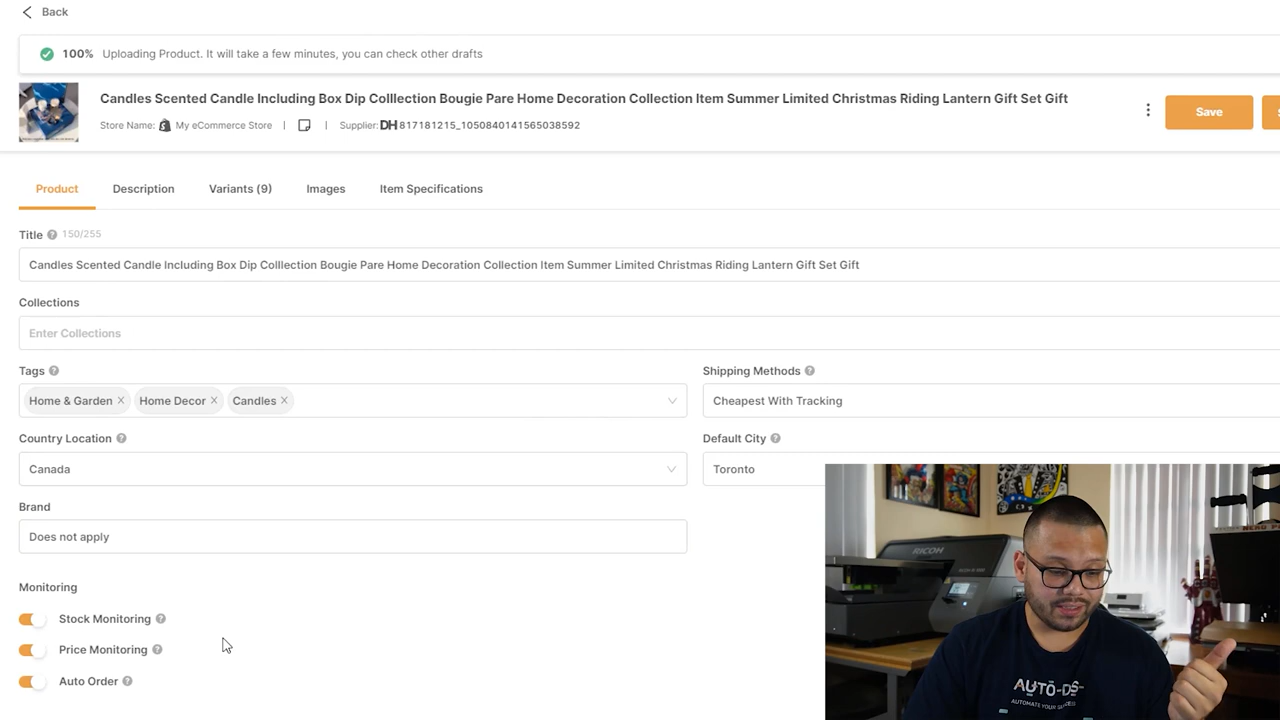 Back
100% Uploading Product. It will take a few minutes, you can check other drafts
Candles Scented Candle Including Box Dip Colllection Bougie Pare Home Decoration Collection Item Summer Limited Christmas Riding Lantern Gift Set Gift
Store Name: My eCommerce Store | | Supplier: DH 817181215_1050840141565038592
Save
Product Description Variants (9) Images Item Specifications
Title 150/255
Candles Scented Candle Including Box Dip Colllection Bougie Pare Home Decoration Collection Item Summer Limited Christmas Riding Lantern Gift Set Gift
Collections
Enter Collections
Tags Shipping Methods
Home & Garden Home Decor Candles Cheapest With Tracking
Country Location Default City
Canada Toronto
Brand
Does not apply
Monitoring
Stock Monitoring
Price Monitoring
Auto Order
RICOH
AUTO-DS
AUTOMATE YOUR SUCCESS